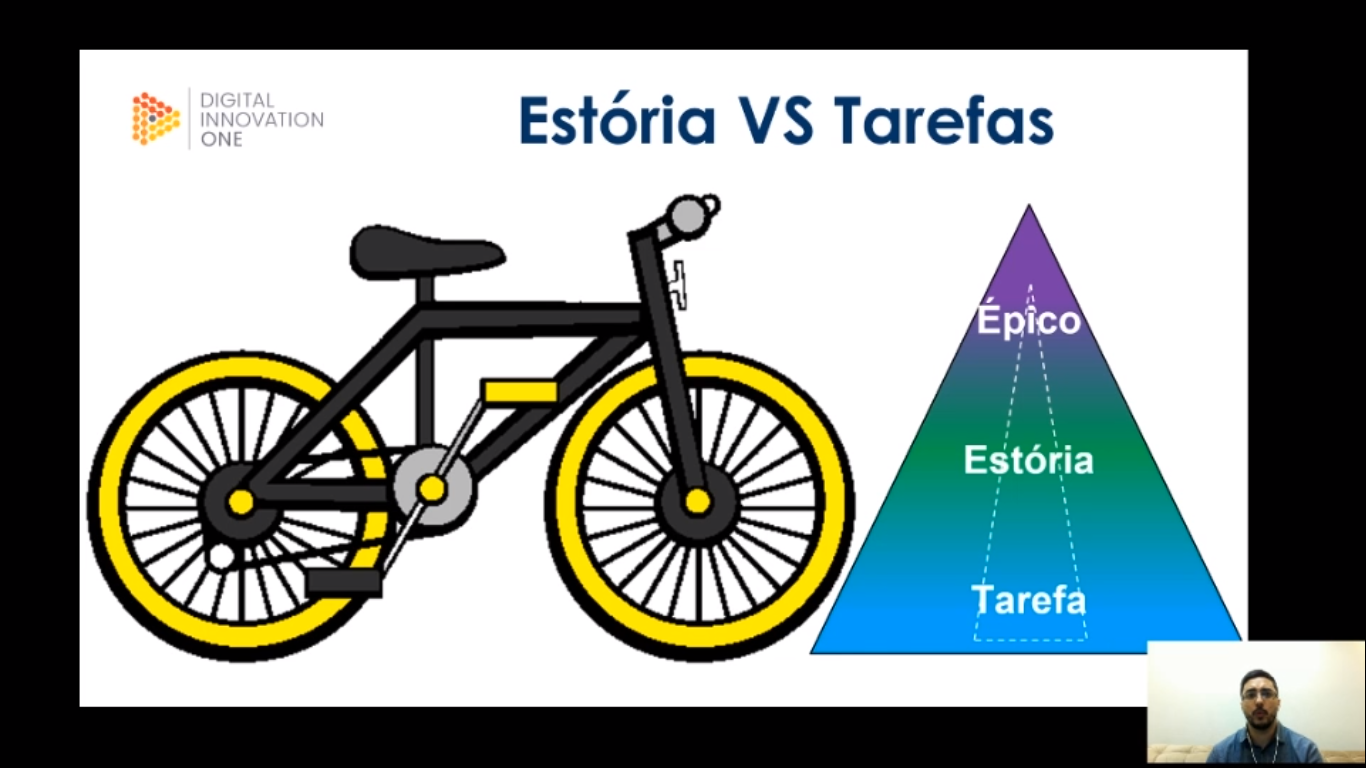 DIGITAL
INNOVATION
ONE
Estória VS Tarefas
Épico
Estória
Tarefa